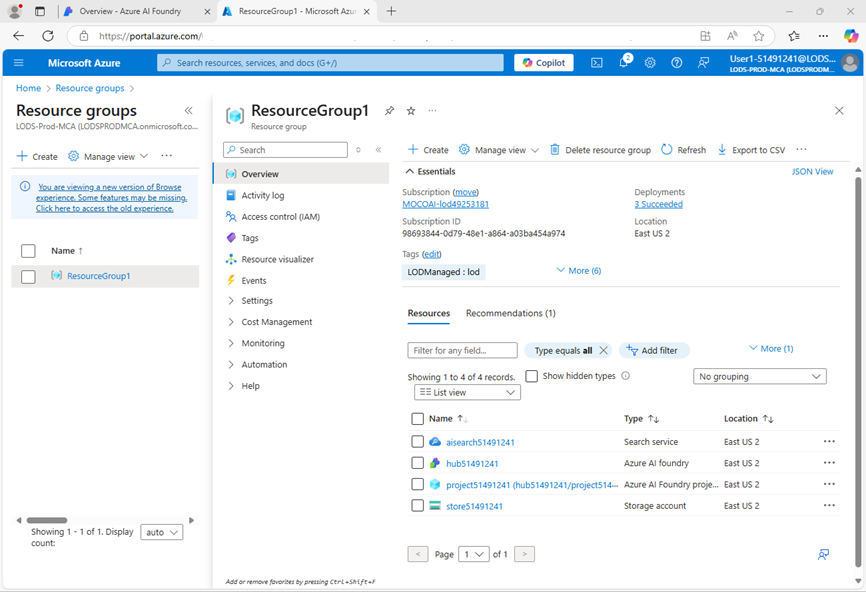 Overview - Azure AI Foundry
ResourceGroup1 - Microsoft Azu
https://portal.azure.com/
Microsoft Azure
Search resources, services, and docs (G+/)
Copilot
2
User1-51491241@LODS...
LODS-PROD-MCA (LODSPRODM...
Home > Resource groups >
Resource groups
LODS-Prod-MCA (LODSPRODMCA.onmicrosoft.co...
Create
Manage view
You are viewing a new version of Browse
experience. Some features may be missing.
Click here to access the old experience.
Name ↑
ResourceGroup1
Showing 1 - 1 of 1. Display
count:
auto
ResourceGroup1
Resource group
Search
Overview
Activity log
Access control (IAM)
Tags
Resource visualizer
Events
Settings
Cost Management
Monitoring
Automation
Help
Add or remove favorites by pressing Ctrl+Shift+F
Create
Manage view
Delete resource group
Refresh
Export to CSV
Essentials
JSON View
Subscription (move)
MOCOAI-lod49253181
Subscription ID
98693844-0d79-48e1-a864-a03ba454a974
Deployments
3 Succeeded
Location
East US 2
Tags (edit)
LODManaged : lod
More (6)
Resources
Recommendations (1)
Filter for any field...
Type equals all
Add filter
More (1)
Showing 1 to 4 of 4 records.
Show hidden types
No grouping
List view
Name ↑↓ Type ↑↓ Location ↑↓
aisearch51491241 Search service East US 2
hub51491241 Azure AI foundry East US 2
project51491241 (hub51491241/project514... Azure AI Foundry proje... East US 2
store51491241 Storage account East US 2
< Page 1 of 1 >